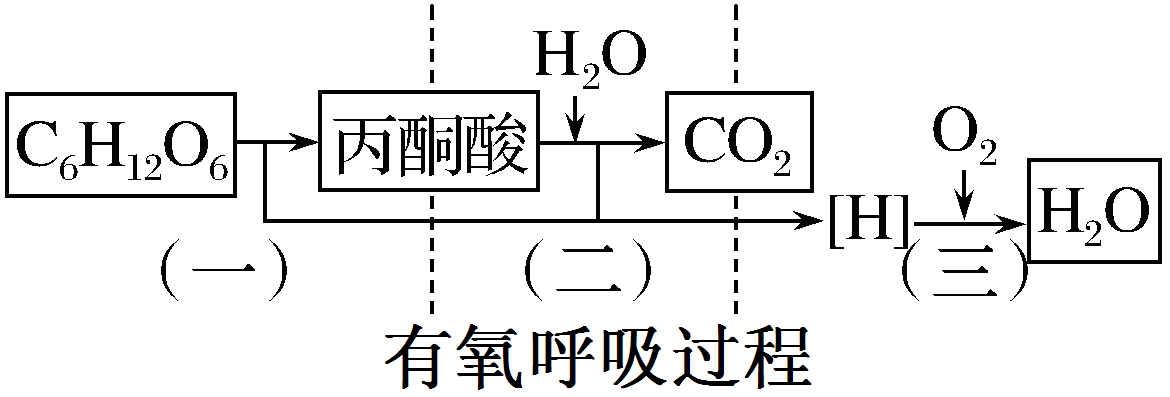 H₂O
C₆H₁₂O₆ 丙酮酸 CO₂ O₂
[H] H₂O
(一) (二) (三)
有氧呼吸过程